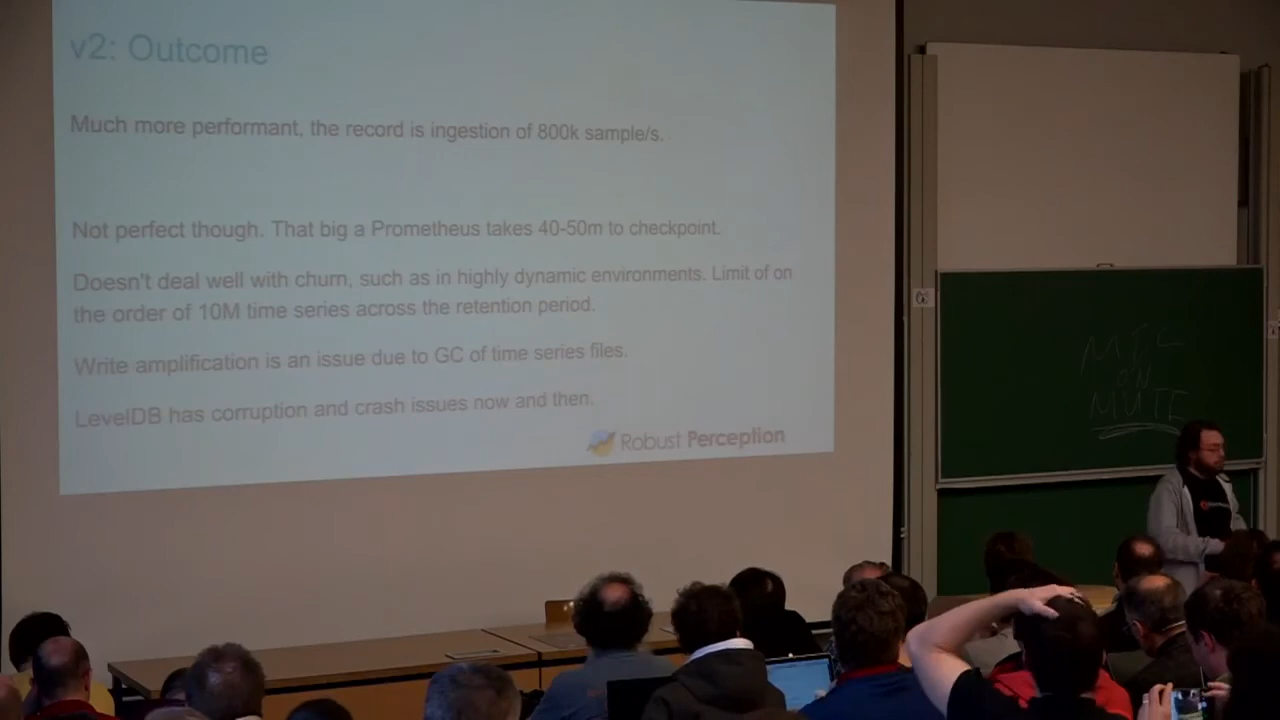 v2: Outcome
Much more performant, the record is ingestion of 800k sample/s.
Not perfect though. That big a Prometheus takes 40-50m to checkpoint.
Doesn't deal well with churn, such as in highly dynamic environments. Limit of on
the order of 10M time series across the retention period.
Write amplification is an issue due to GC of time series files.
LevelDB has corruption and crash issues now and then.
Robust Perception
ON
MUTE